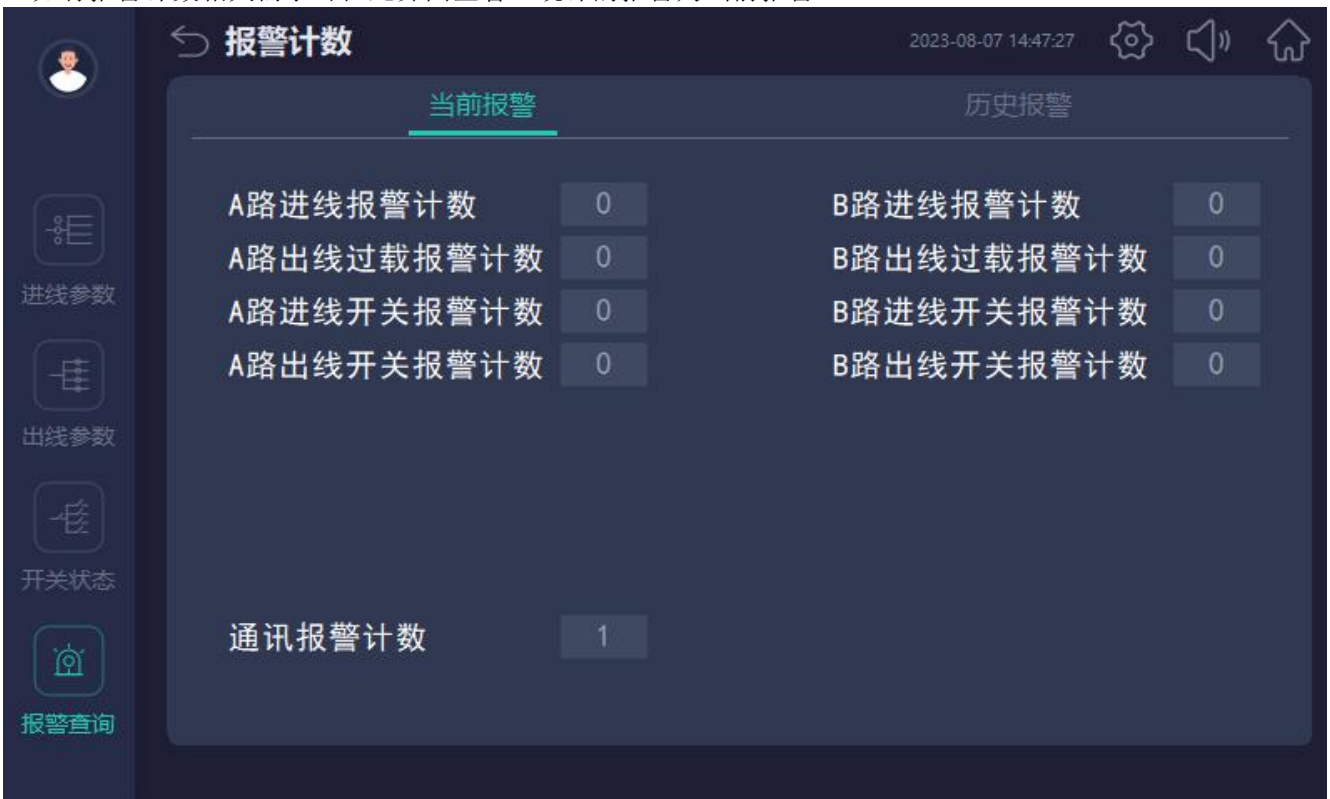 报警计数
2023-08-07 14:47:27
当前报警
历史报警
A路进线报警计数 0
B路进线报警计数 0
A路出线过载报警计数 0
B路出线过载报警计数 0
A路进线开关报警计数 0
B路进线开关报警计数 0
A路出线开关报警计数 0
B路出线开关报警计数 0
通讯报警计数 1
进线参数
出线参数
开关状态
报警查询